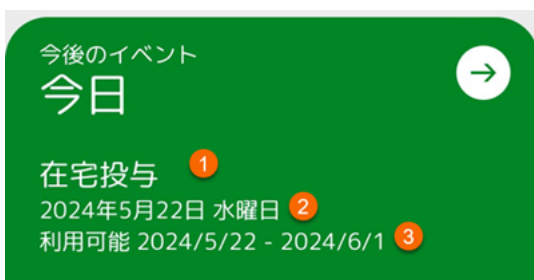 今後のイベント
今日
在宅投与 1
2024年5月22日 水曜日 2
利用可能 2024/5/22 - 2024/6/1 3